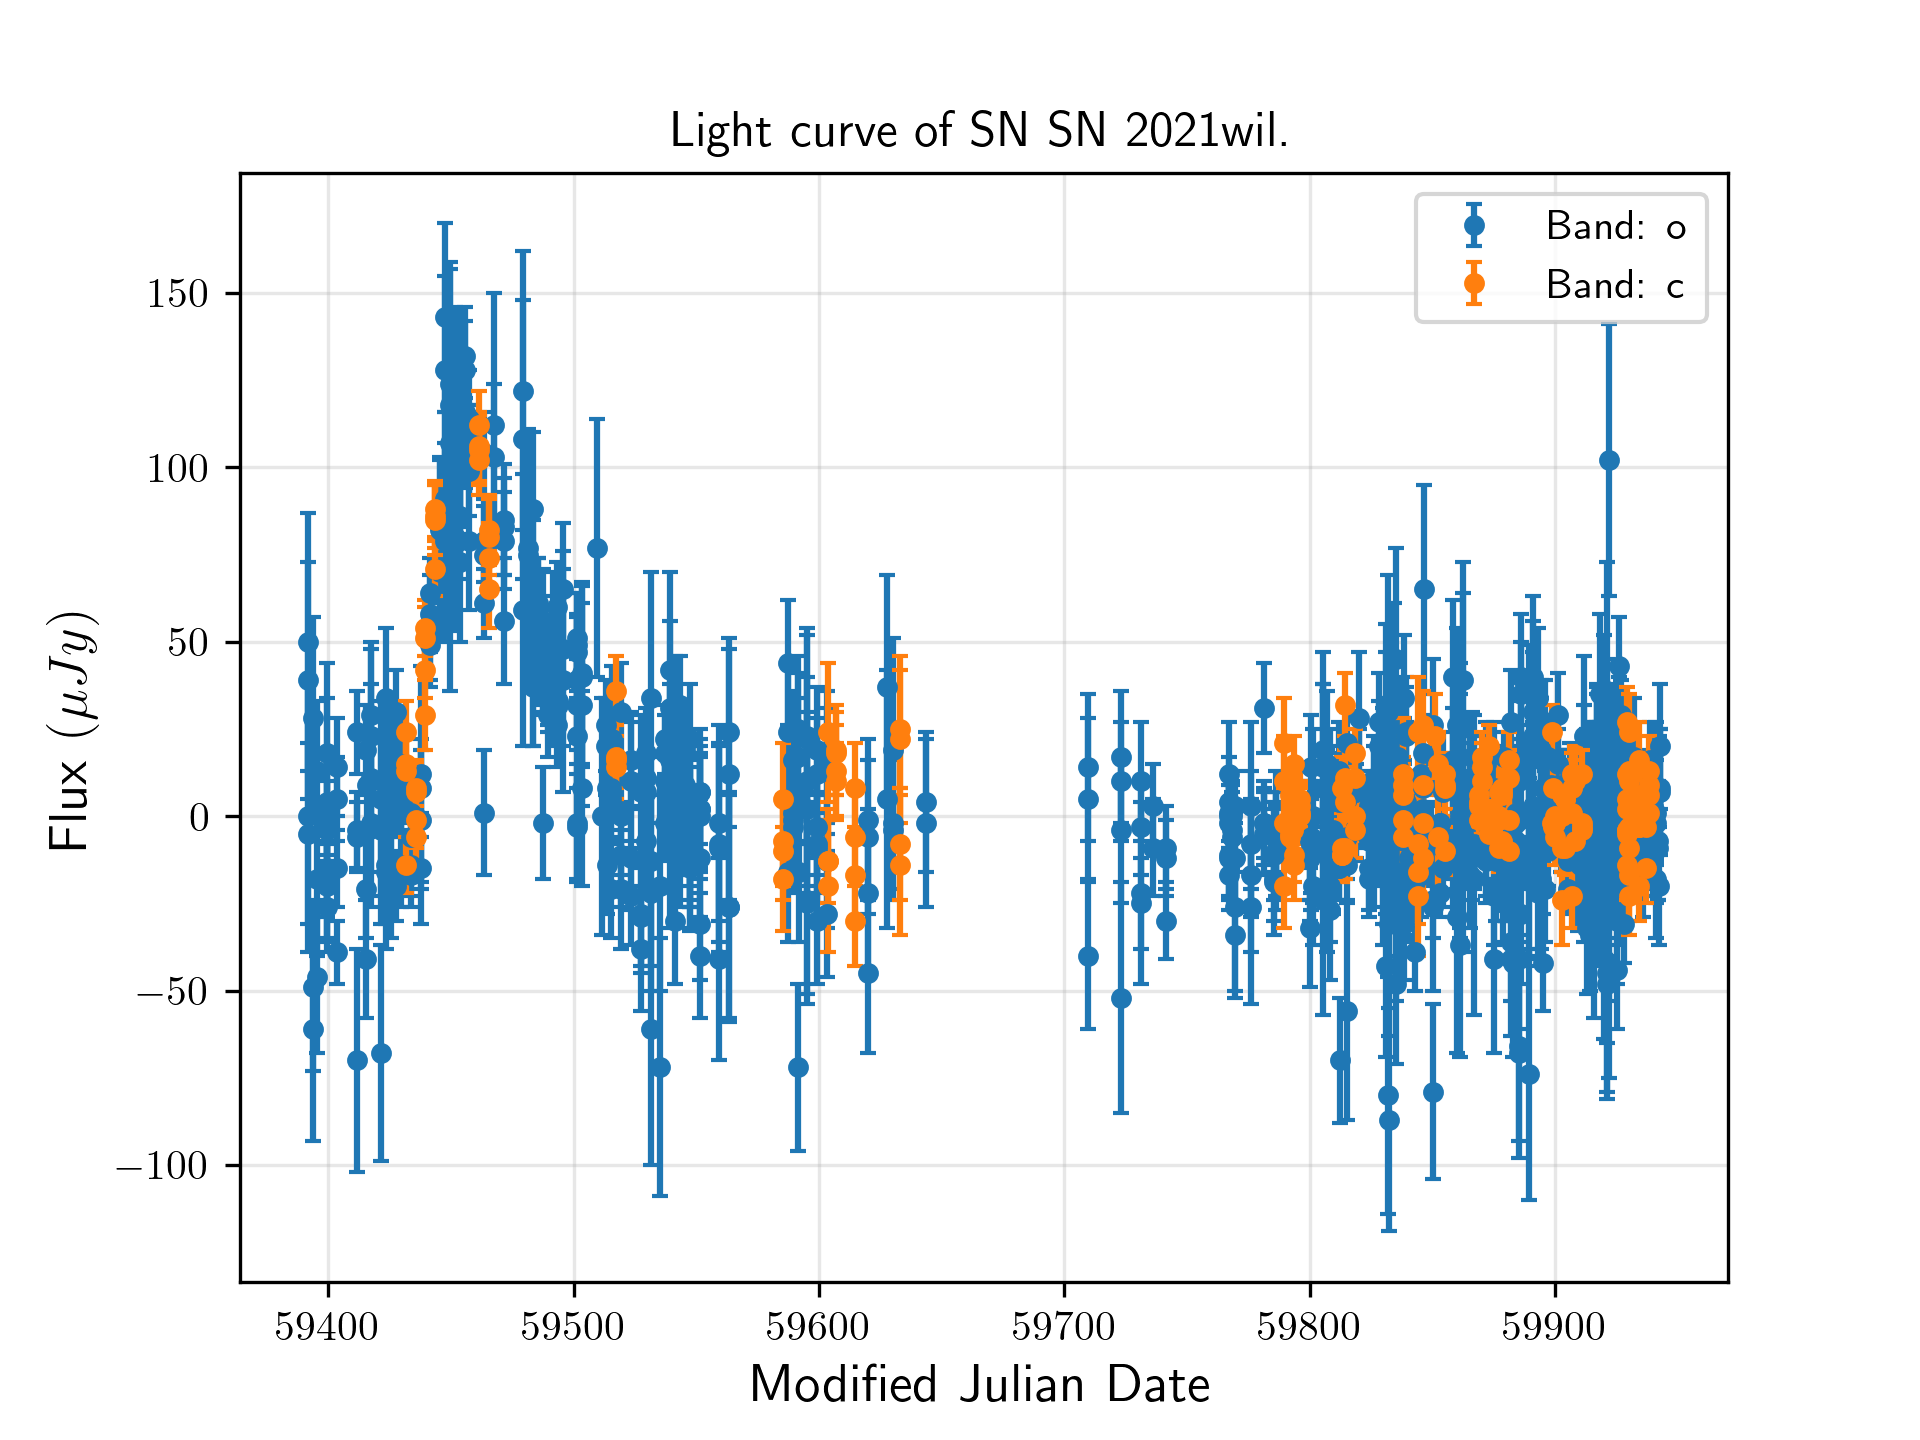 Light curve of SN SN 2021wil.
Band: o
Band: c
150
100
50
0
−50
−100
Flux (μJy)
59400 59500 59600 59700 59800 59900
Modified Julian Date